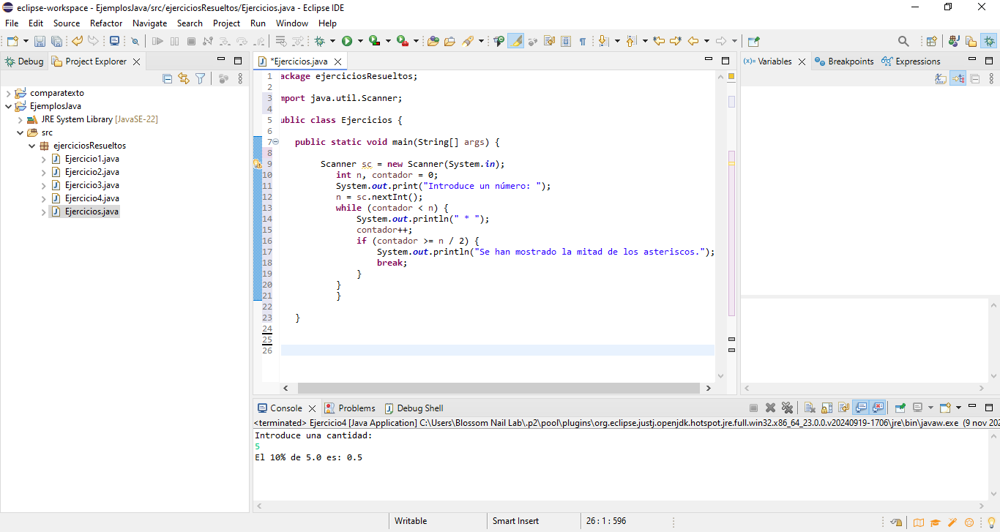 eclipse-workspace - EjemplosJava/src/ejerciciosResueltos/Ejercicios.java - Eclipse IDE
File Edit Source Refactor Navigate Search Project Run Window Help
Debug Project Explorer
comparatexto
EjemplosJava
JRE System Library [JavaSE-22]
src
ejerciciosResueltos
Ejercicio1.java
Ejercicio2.java
Ejercicio3.java
Ejercicio4.java
Ejercicios.java
*Ejercicios.java
1 ackage ejerciciosResueltos;
2
3 mport java.util.Scanner;
4
5 ublic class Ejercicios {
6
7 public static void main(String[] args) {
8
9 Scanner sc = new Scanner(System.in);
10 int n, contador = 0;
11 System.out.print("Introduce un número: ");
12 n = sc.nextInt();
13 while (contador < n) {
14 System.out.println(" * ");
15 contador++;
16 if (contador >= n / 2) {
17 System.out.println("Se han mostrado la mitad de los asteriscos.");
18 break;
19 }
20 }
21 }
22
23 }
24
25
26
(x)= Variables Breakpoints Expressions
Console Problems Debug Shell
<terminated> Ejercicio4 [Java Application] C:\Users\Blossom Nail Lab\.p2\pool\plugins\org.eclipse.justj.openjdk.hotspot.jre.full.win32.x86_64_23.0.0.v20240919-1706\jre\bin\javaw.exe (9 nov 202
Introduce una cantidad:
5
El 10% de 5.0 es: 0.5
Writable Smart Insert 26 : 1 : 596